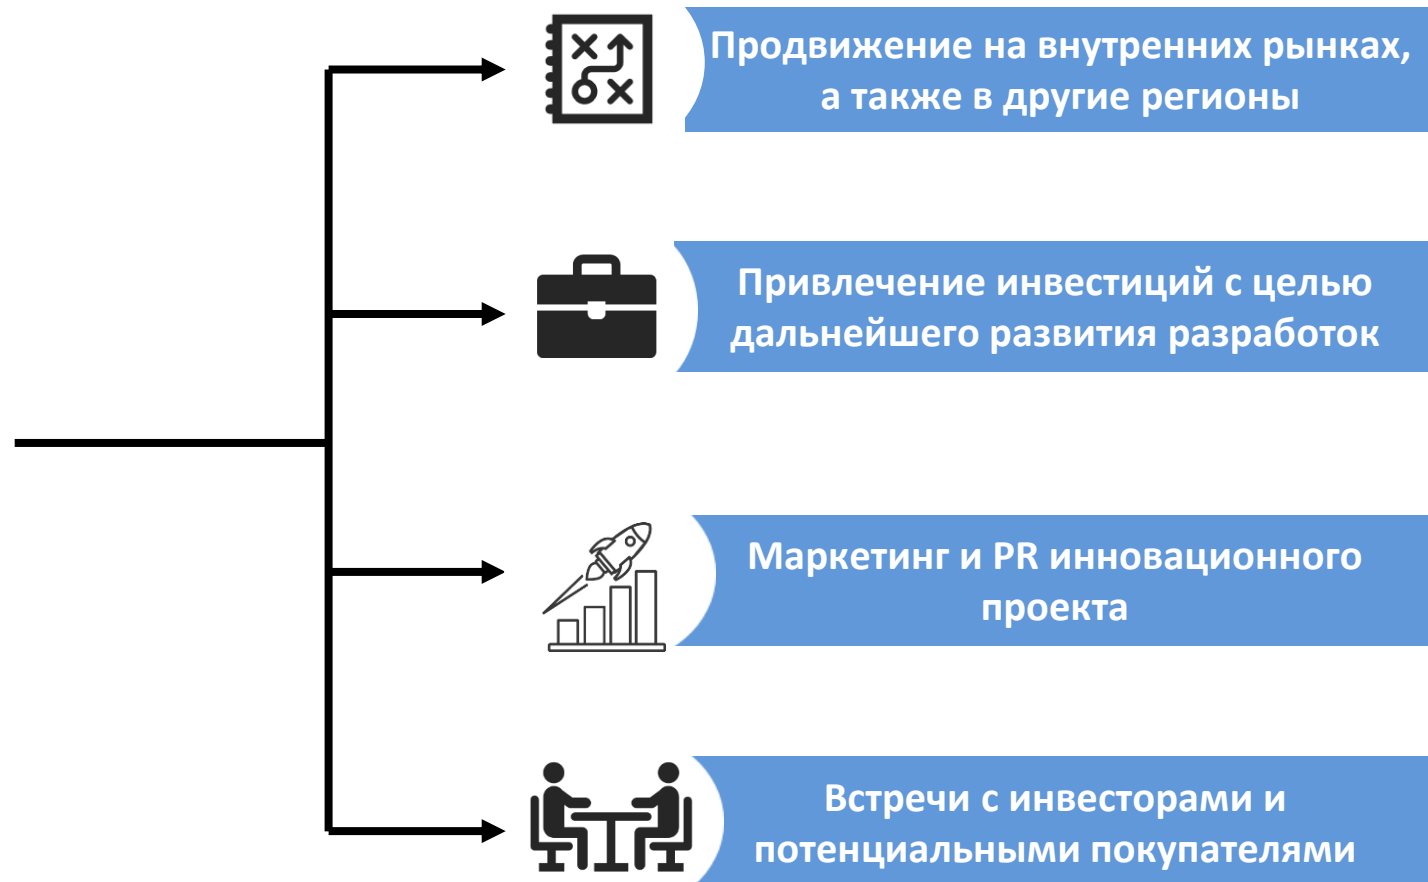 Продвижение на внутренних рынках,
а также в другие регионы
Привлечение инвестиций с целью
дальнейшего развития разработок
Маркетинг и PR инновационного
проекта
Встречи с инвесторами и
потенциальными покупателями